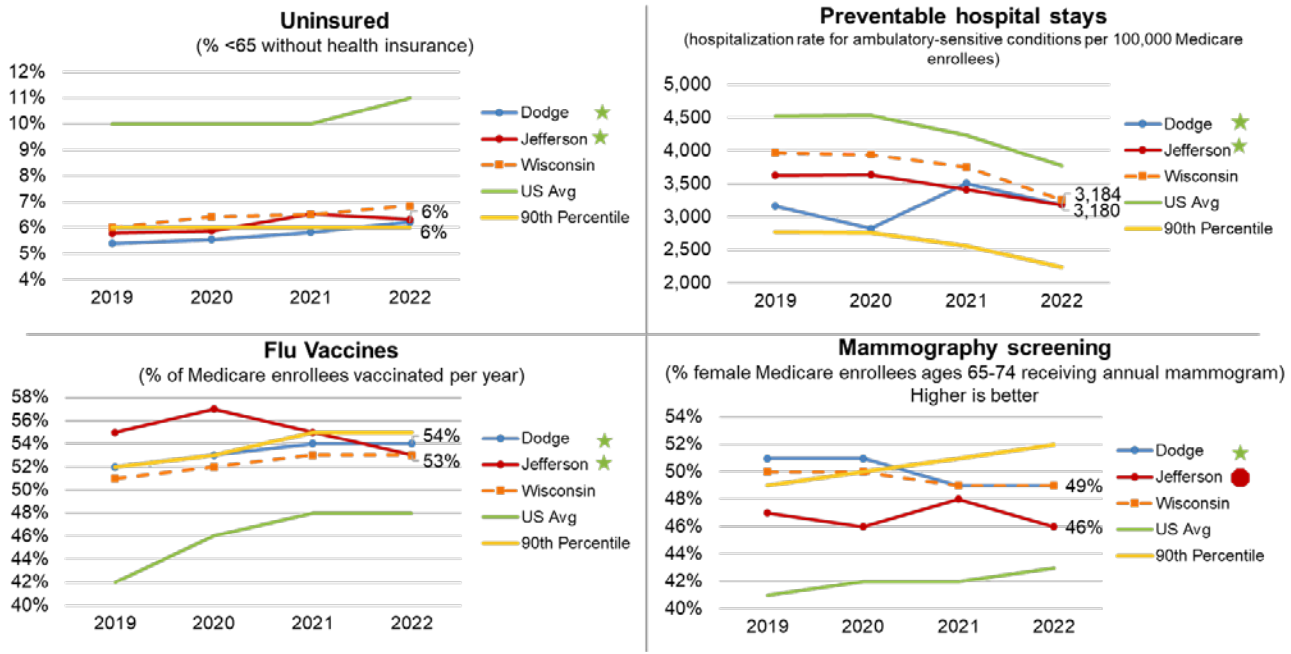 Uninsured
(% <65 without health insurance)
12%
11%
10%
9%
8%
7%
6%
5%
4%
6%
6%
2019 2020 2021 2022
Dodge
Jefferson
Wisconsin
US Avg
90th Percentile
Preventable hospital stays
(hospitalization rate for ambulatory-sensitive conditions per 100,000 Medicare
enrollees)
5,000
4,500
4,000
3,500
3,000
2,500
2,000
3,184
3,180
2019 2020 2021 2022
Dodge
Jefferson
Wisconsin
US Avg
90th Percentile
Flu Vaccines
(% of Medicare enrollees vaccinated per year)
58%
56%
54%
52%
50%
48%
46%
44%
42%
40%
54%
53%
2019 2020 2021 2022
Dodge
Jefferson
Wisconsin
US Avg
90th Percentile
Mammography screening
(% female Medicare enrollees ages 65-74 receiving annual mammogram)
Higher is better
54%
52%
50%
48%
46%
44%
42%
40%
49%
46%
2019 2020 2021 2022
Dodge
Jefferson
Wisconsin
US Avg
90th Percentile